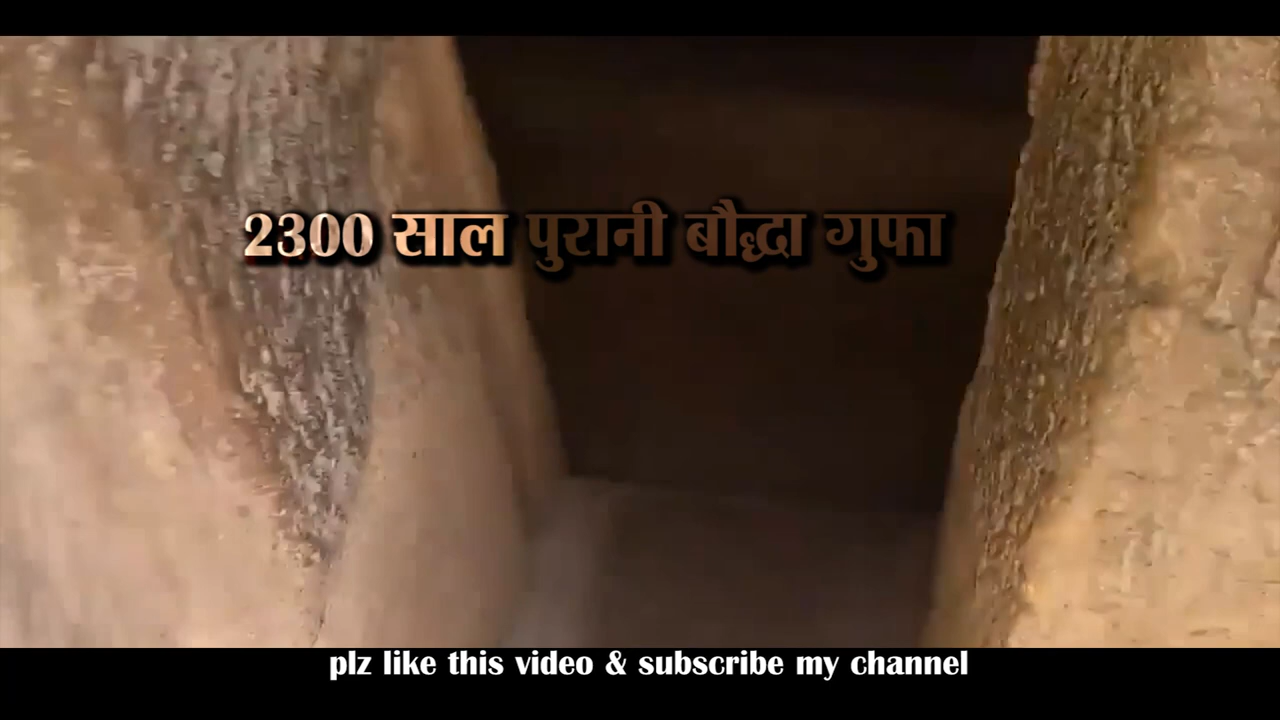 2300 साल पुरानी बौद्धा गुफा
plz like this video & subscribe my channel